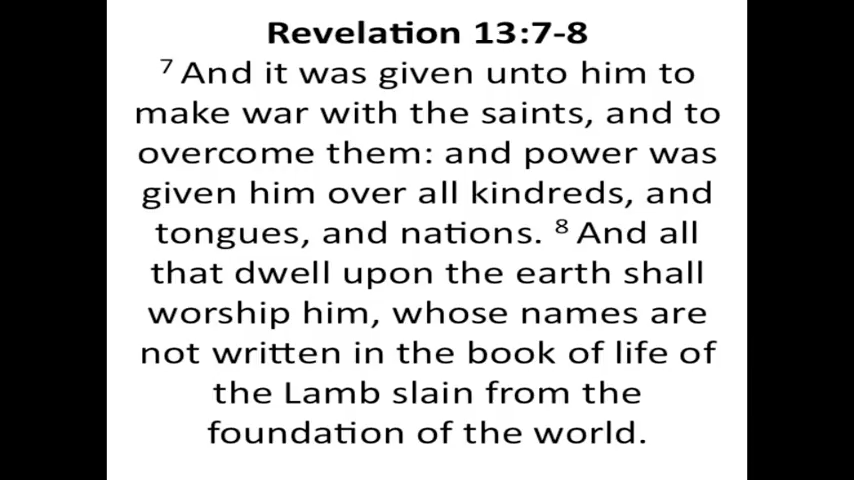 Revelation 13:7-8
⁷ And it was given unto him to
make war with the saints, and to
overcome them: and power was
given him over all kindreds, and
tongues, and nations. ⁸ And all
that dwell upon the earth shall
worship him, whose names are
not written in the book of life of
the Lamb slain from the
foundation of the world.